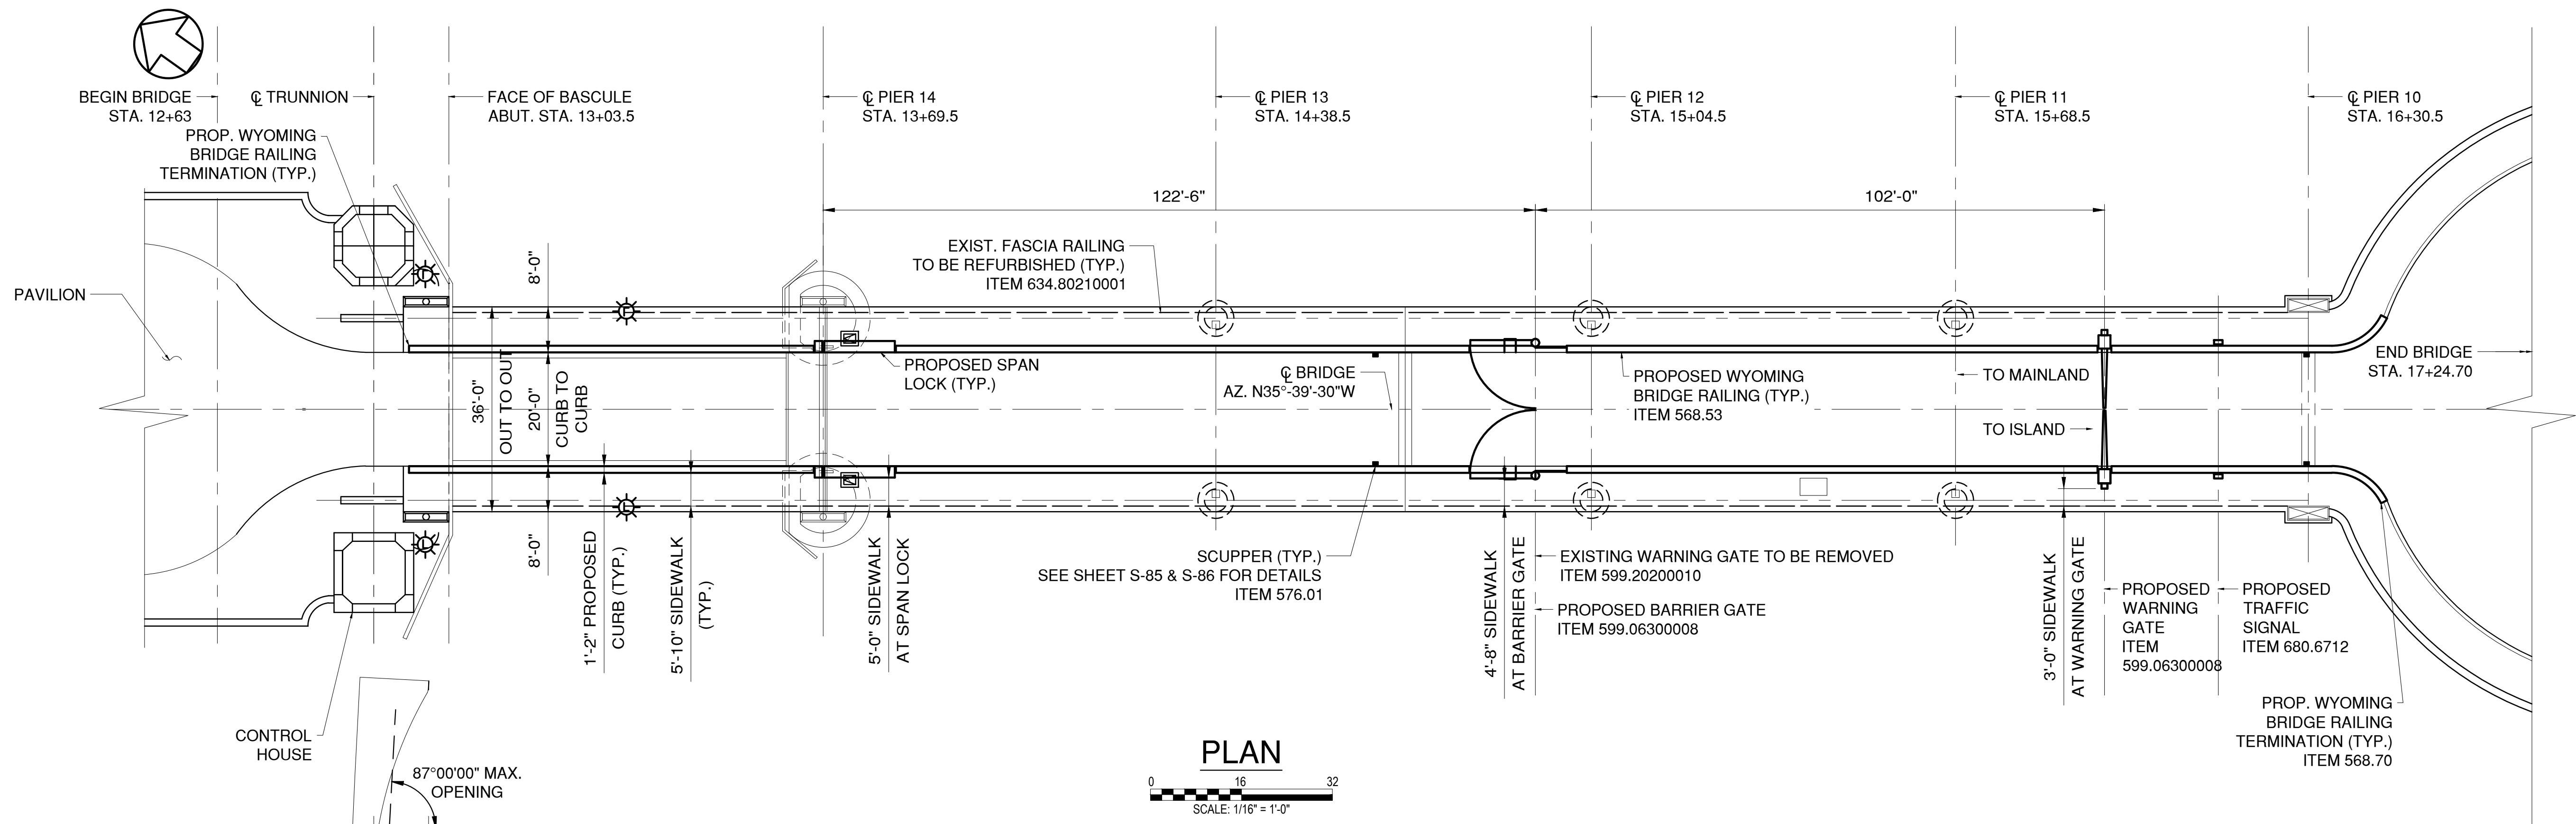 BEGIN BRIDGE
STA. 12+63
℄ TRUNNION
FACE OF BASCULE
ABUT. STA. 13+03.5
℄ PIER 14
STA. 13+69.5
℄ PIER 13
STA. 14+38.5
℄ PIER 12
STA. 15+04.5
℄ PIER 11
STA. 15+68.5
℄ PIER 10
STA. 16+30.5
PROP. WYOMING
BRIDGE RAILING
TERMINATION (TYP.)
122'-6"
102'-0"
EXIST. FASCIA RAILING
TO BE REFURBISHED (TYP.)
ITEM 634.80210001
PAVILION
8'-0"
36'-0"
OUT TO OUT
20'-0"
CURB TO
CURB
8'-0"
PROPOSED SPAN
LOCK (TYP.)
℄ BRIDGE
AZ. N35°-39'-30"W
PROPOSED WYOMING
BRIDGE RAILING (TYP.)
ITEM 568.53
TO MAINLAND
TO ISLAND
END BRIDGE
STA. 17+24.70
1'-2" PROPOSED
CURB (TYP.)
5'-10" SIDEWALK
(TYP.)
5'-0" SIDEWALK
AT SPAN LOCK
SCUPPER (TYP.)
SEE SHEET S-85 & S-86 FOR DETAILS
ITEM 576.01
4'-8" SIDEWALK
AT BARRIER GATE
EXISTING WARNING GATE TO BE REMOVED
ITEM 599.20200010
PROPOSED BARRIER GATE
ITEM 599.06300008
3'-0" SIDEWALK
AT WARNING GATE
PROPOSED
WARNING
GATE
ITEM
599.06300008
PROPOSED
TRAFFIC
SIGNAL
ITEM 680.6712
PROP. WYOMING
BRIDGE RAILING
TERMINATION (TYP.)
ITEM 568.70
CONTROL
HOUSE
87°00'00" MAX.
OPENING
PLAN
0 16 32
SCALE: 1/16" = 1'-0"